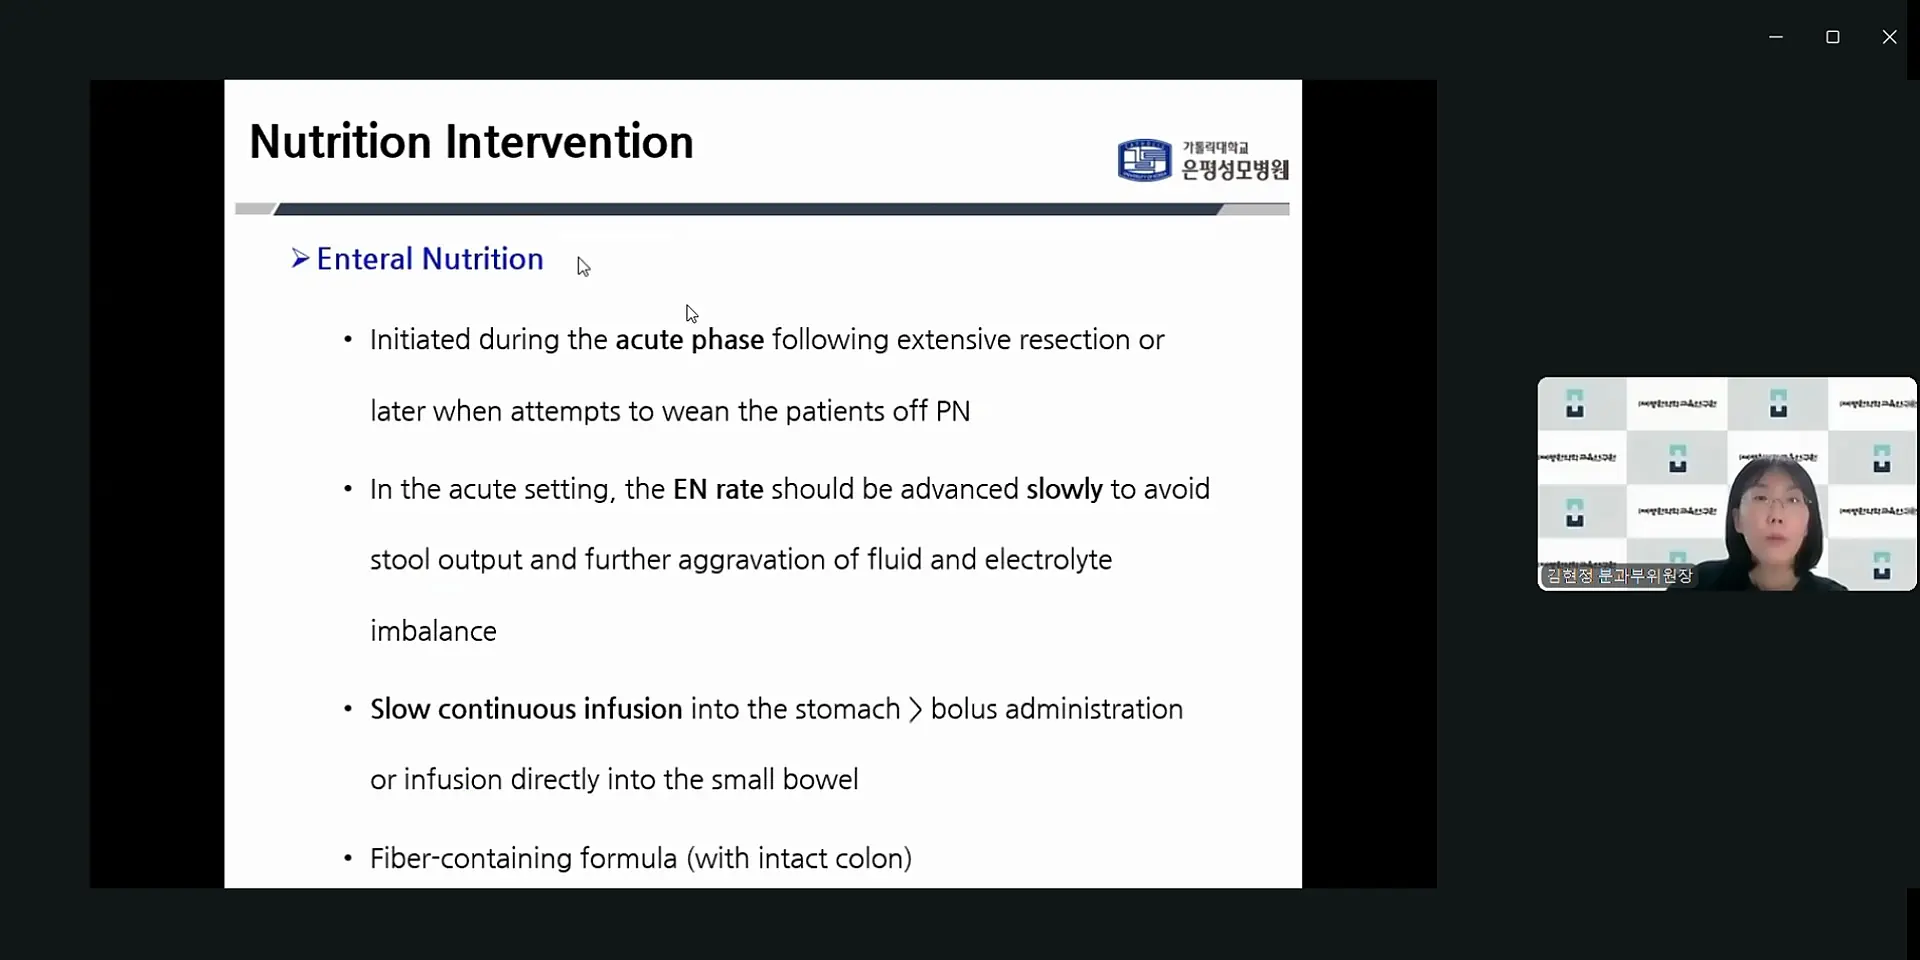 Nutrition Intervention
가톨릭대학교
은평성모병원
➢ Enteral Nutrition
• Initiated during the acute phase following extensive resection or
later when attempts to wean the patients off PN
• In the acute setting, the EN rate should be advanced slowly to avoid
stool output and further aggravation of fluid and electrolyte
imbalance
• Slow continuous infusion into the stomach > bolus administration
or infusion directly into the small bowel
• Fiber-containing formula (with intact colon)
김현정 분과부위원장